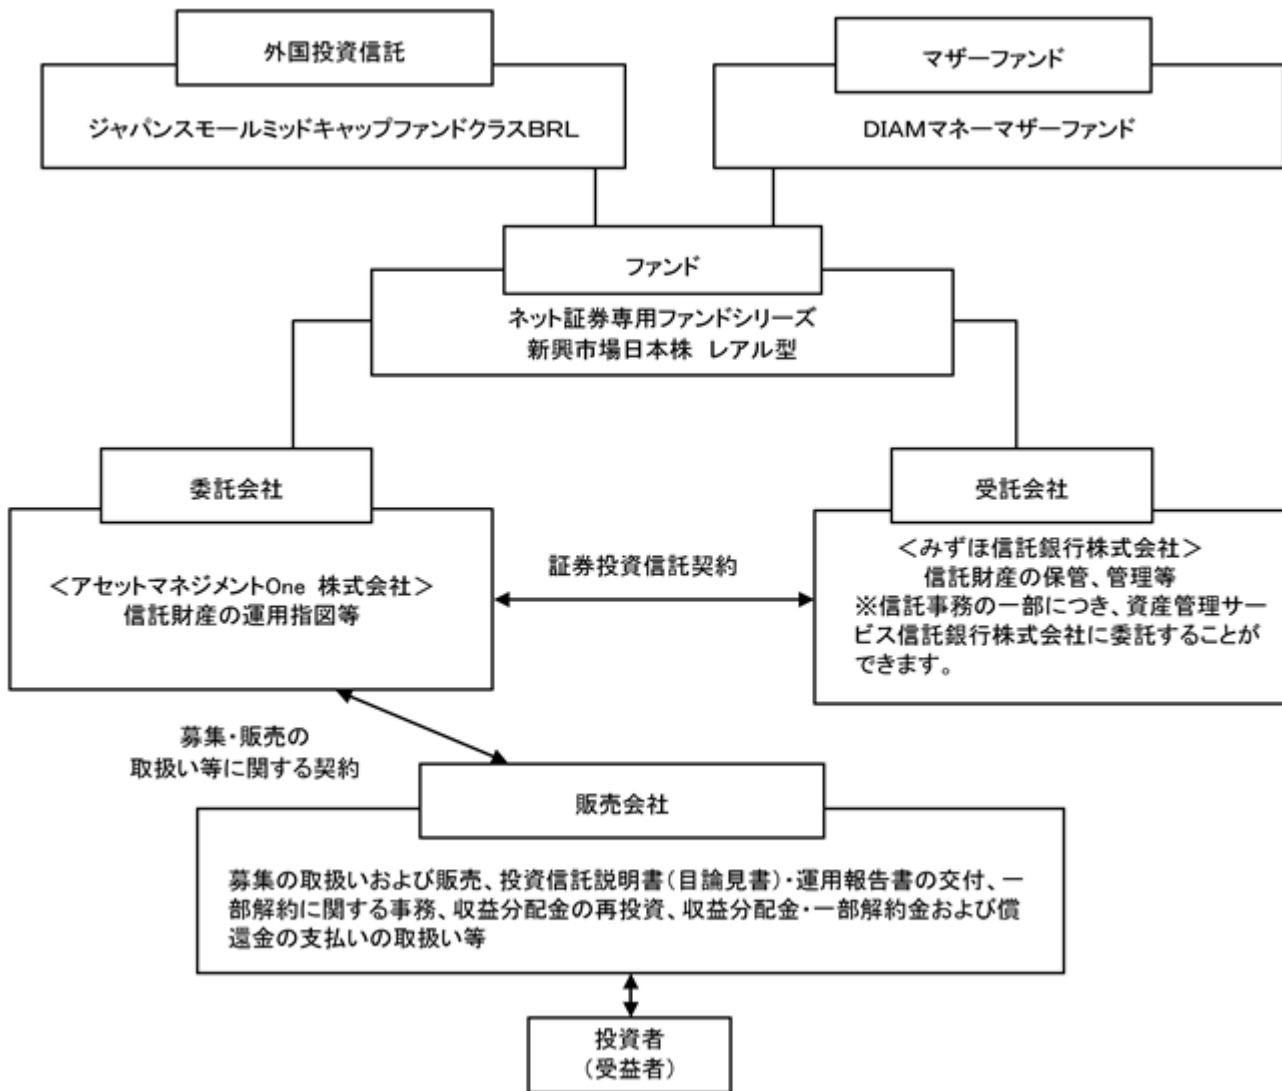 外国投資信託
ジャパンスモールミッドキャップファンドクラスBRL
マザーファンド
DIAMマネーマザーファンド
ファンド
ネット証券専用ファンドシリーズ
新興市場日本株 レアル型
委託会社
＜アセットマネジメントOne 株式会社＞
信託財産の運用指図等
証券投資信託契約
受託会社
＜みずほ信託銀行株式会社＞
信託財産の保管、管理等
※信託事務の一部につき、資産管理サー
ビス信託銀行株式会社に委託することが
できます。
募集・販売の
取扱い等に関する契約
販売会社
募集の取扱いおよび販売、投資信託説明書（目論見書）・運用報告書の交付、一
部解約に関する事務、収益分配金の再投資、収益分配金・一部解約金および償
還金の支払いの取扱い等
投資者
（受益者）